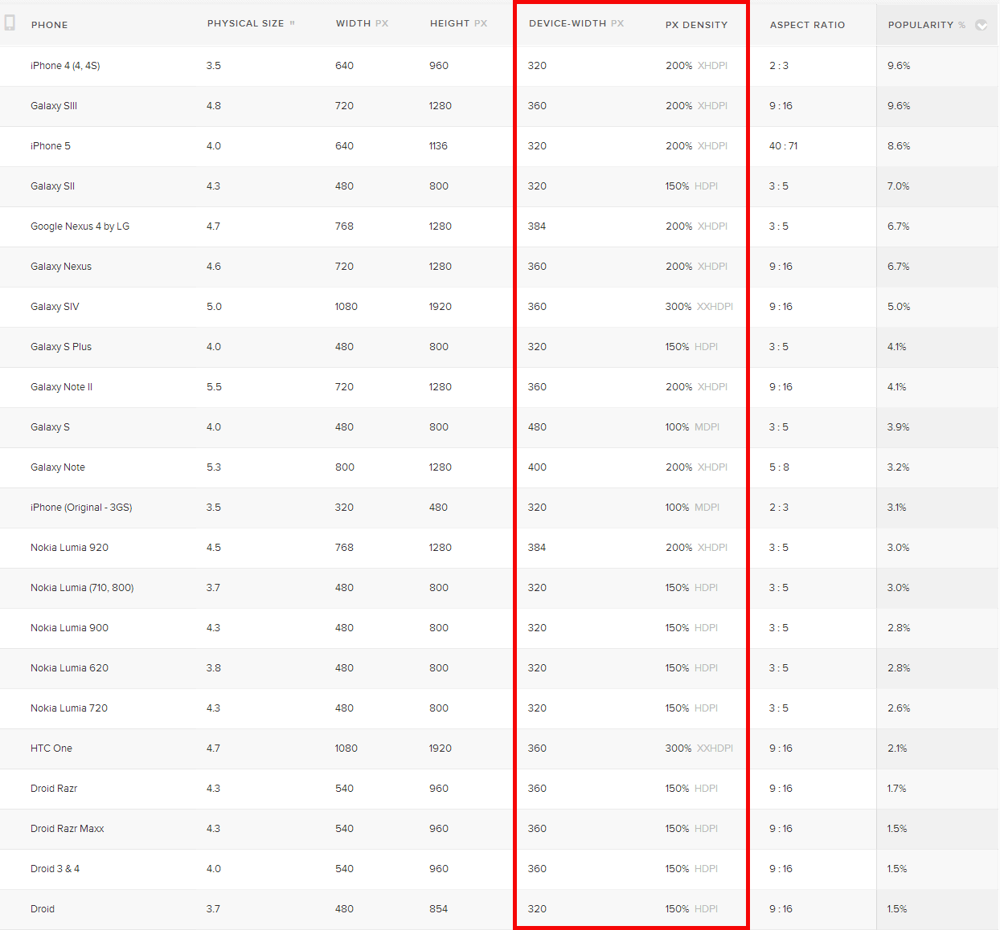 PHONE PHYSICAL SIZE " WIDTH PX HEIGHT PX DEVICE-WIDTH PX PX DENSITY ASPECT RATIO POPULARITY %
iPhone 4 (4, 4S) 3.5 640 960 320 200% XHDPI 2 : 3 9.6%
Galaxy SIII 4.8 720 1280 360 200% XHDPI 9 : 16 9.6%
iPhone 5 4.0 640 1136 320 200% XHDPI 40 : 71 8.6%
Galaxy SII 4.3 480 800 320 150% HDPI 3 : 5 7.0%
Google Nexus 4 by LG 4.7 768 1280 384 200% XHDPI 3 : 5 6.7%
Galaxy Nexus 4.6 720 1280 360 200% XHDPI 9 : 16 6.7%
Galaxy SIV 5.0 1080 1920 360 300% XXHDPI 9 : 16 5.0%
Galaxy S Plus 4.0 480 800 320 150% HDPI 3 : 5 4.1%
Galaxy Note II 5.5 720 1280 360 200% XHDPI 9 : 16 4.1%
Galaxy S 4.0 480 800 480 100% MDPI 3 : 5 3.9%
Galaxy Note 5.3 800 1280 400 200% XHDPI 5 : 8 3.2%
iPhone (Original - 3GS) 3.5 320 480 320 100% MDPI 2 : 3 3.1%
Nokia Lumia 920 4.5 768 1280 384 200% XHDPI 3 : 5 3.0%
Nokia Lumia (710, 800) 3.7 480 800 320 150% HDPI 3 : 5 3.0%
Nokia Lumia 900 4.3 480 800 320 150% HDPI 3 : 5 2.8%
Nokia Lumia 620 3.8 480 800 320 150% HDPI 3 : 5 2.8%
Nokia Lumia 720 4.3 480 800 320 150% HDPI 3 : 5 2.6%
HTC One 4.7 1080 1920 360 300% XXHDPI 9 : 16 2.1%
Droid Razr 4.3 540 960 360 150% HDPI 9 : 16 1.7%
Droid Razr Maxx 4.3 540 960 360 150% HDPI 9 : 16 1.5%
Droid 3 & 4 4.0 540 960 360 150% HDPI 9 : 16 1.5%
Droid 3.7 480 854 320 150% HDPI 9 : 16 1.5%